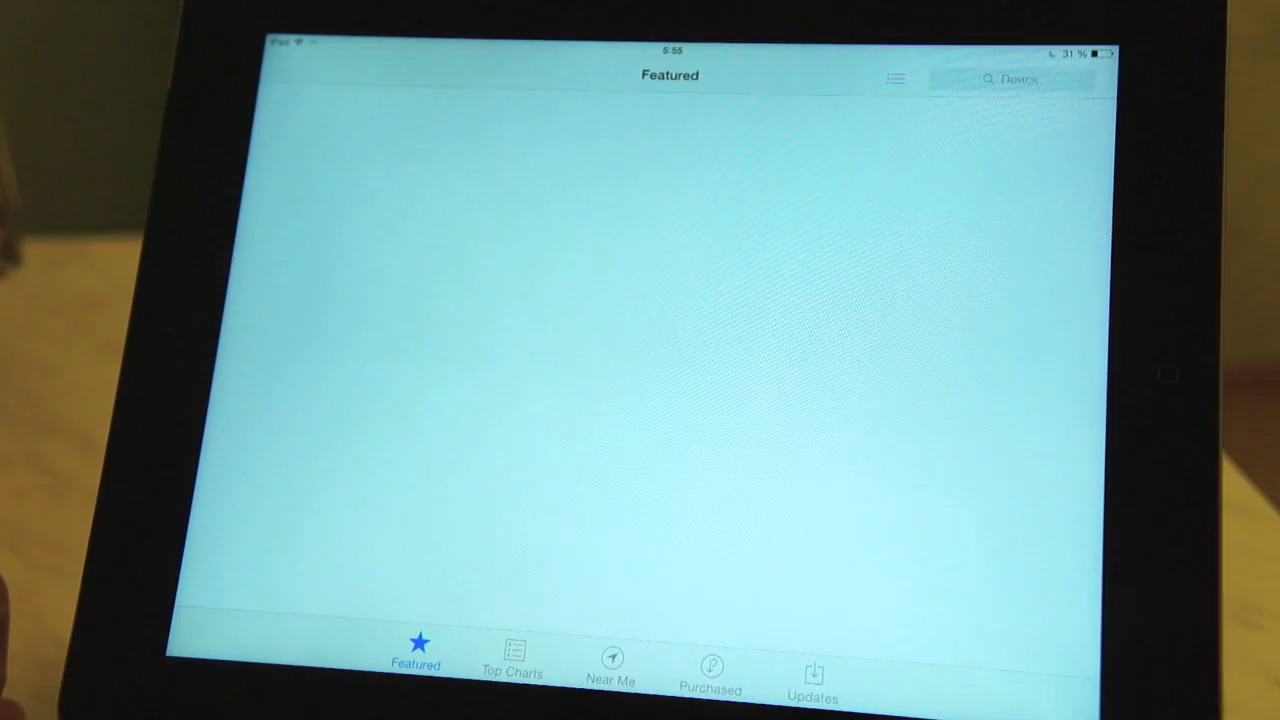 iPad
5:55
31 %
Featured
Поиск
Featured
Top Charts
Near Me
Purchased
Updates